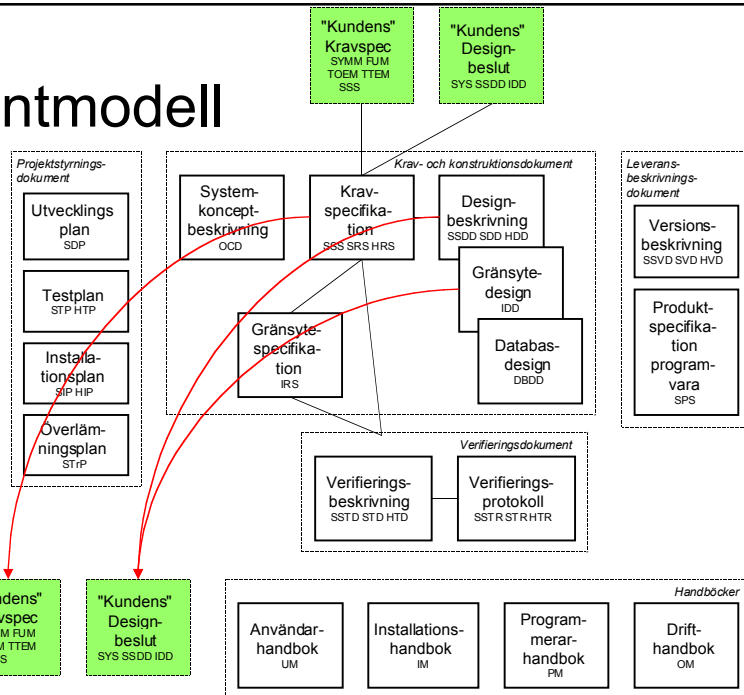 "Kundens"
Kravspec
SYMM FUM
TOEM TTEM
SSS
"Kundens"
Design-
beslut
SYS SSDD IDD
ntmodell
Projektstyrnings-
dokument
Utvecklings
plan
SDP
Testplan
STP HTP
Installa-
tionsplan
SIP HIP
Överläm-
ningsplan
STrP
Krav- och konstruktionsdokument
System-
koncept-
beskrivning
OCD
Krav-
specifika-
tion
SSS SRS HRS
Design-
beskrivning
SSDD SDD HDD
Gränsyte-
design
IDD
Databas-
design
DBDD
Gränsyte-
specifika-
tion
IRS
Leverans-
beskrivnings-
dokument
Versions-
beskrivning
SSVD SVD HVD
Produkt-
specifika-
tion
program-
vara
SPS
Verifieringsdokument
Verifierings-
beskrivning
SSTD STD HTD
Verifierings-
protokoll
SSTR STR HTR
ndens"
vspec
M FUM
M TTEM
S
"Kundens"
Design-
beslut
SYS SSDD IDD
Handböcker
Användar-
handbok
UM
Installations-
handbok
IM
Program-
merar-
handbok
PM
Drift-
handbok
OM